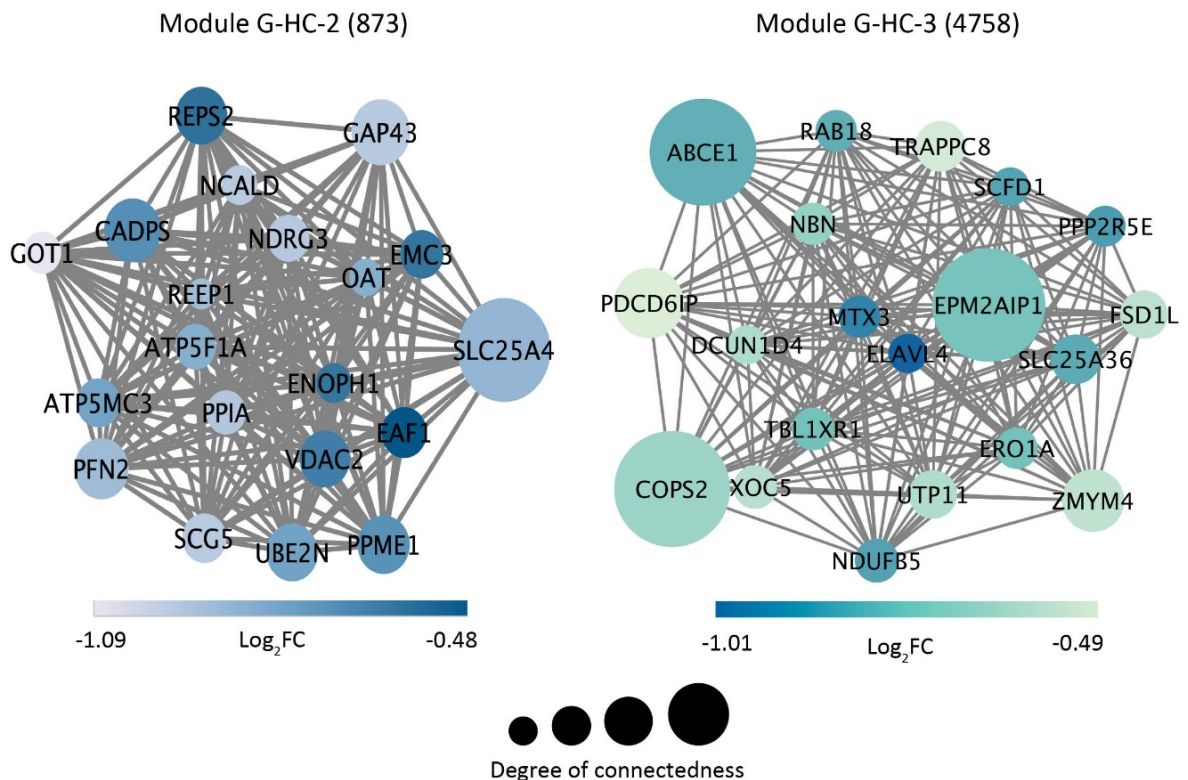 Module G-HC-2 (873)
Module G-HC-3 (4758)
REPS2
GAP43
NCALD
CADPS
NDRG3
GOT1
EMC3
OAT
REEP1
SLC25A4
ATP5F1A
ENOPH1
ATP5MC3
PPIA
EAF1
VDAC2
PFN2
SCG5
UBE2N
PPME1
-1.09
Log2FC
-0.48
ABCE1
RAB18
TRAPPC8
SCFD1
NBN
PPP2R5E
PDCD6IP
EPM2AIP1
MTX3
FSD1L
DCUN1D4
ELAVL4
SLC25A36
TBL1XR1
ERO1A
COPS2
XOC5
UTP11
ZMYM4
NDUFB5
-1.01
Log2FC
-0.49
Degree of connectedness